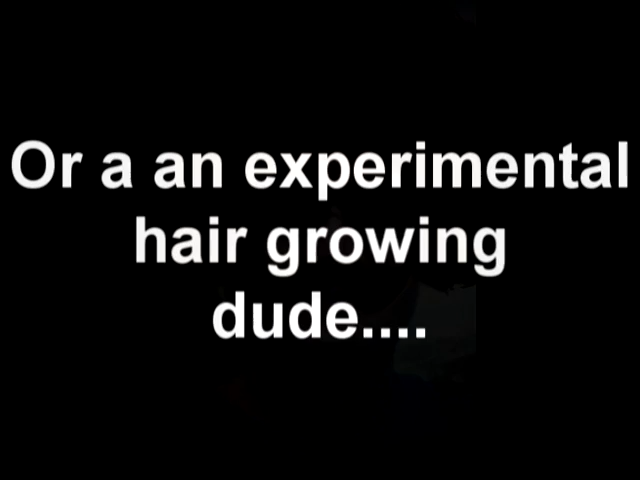 Or a an experimental
hair growing
dude....